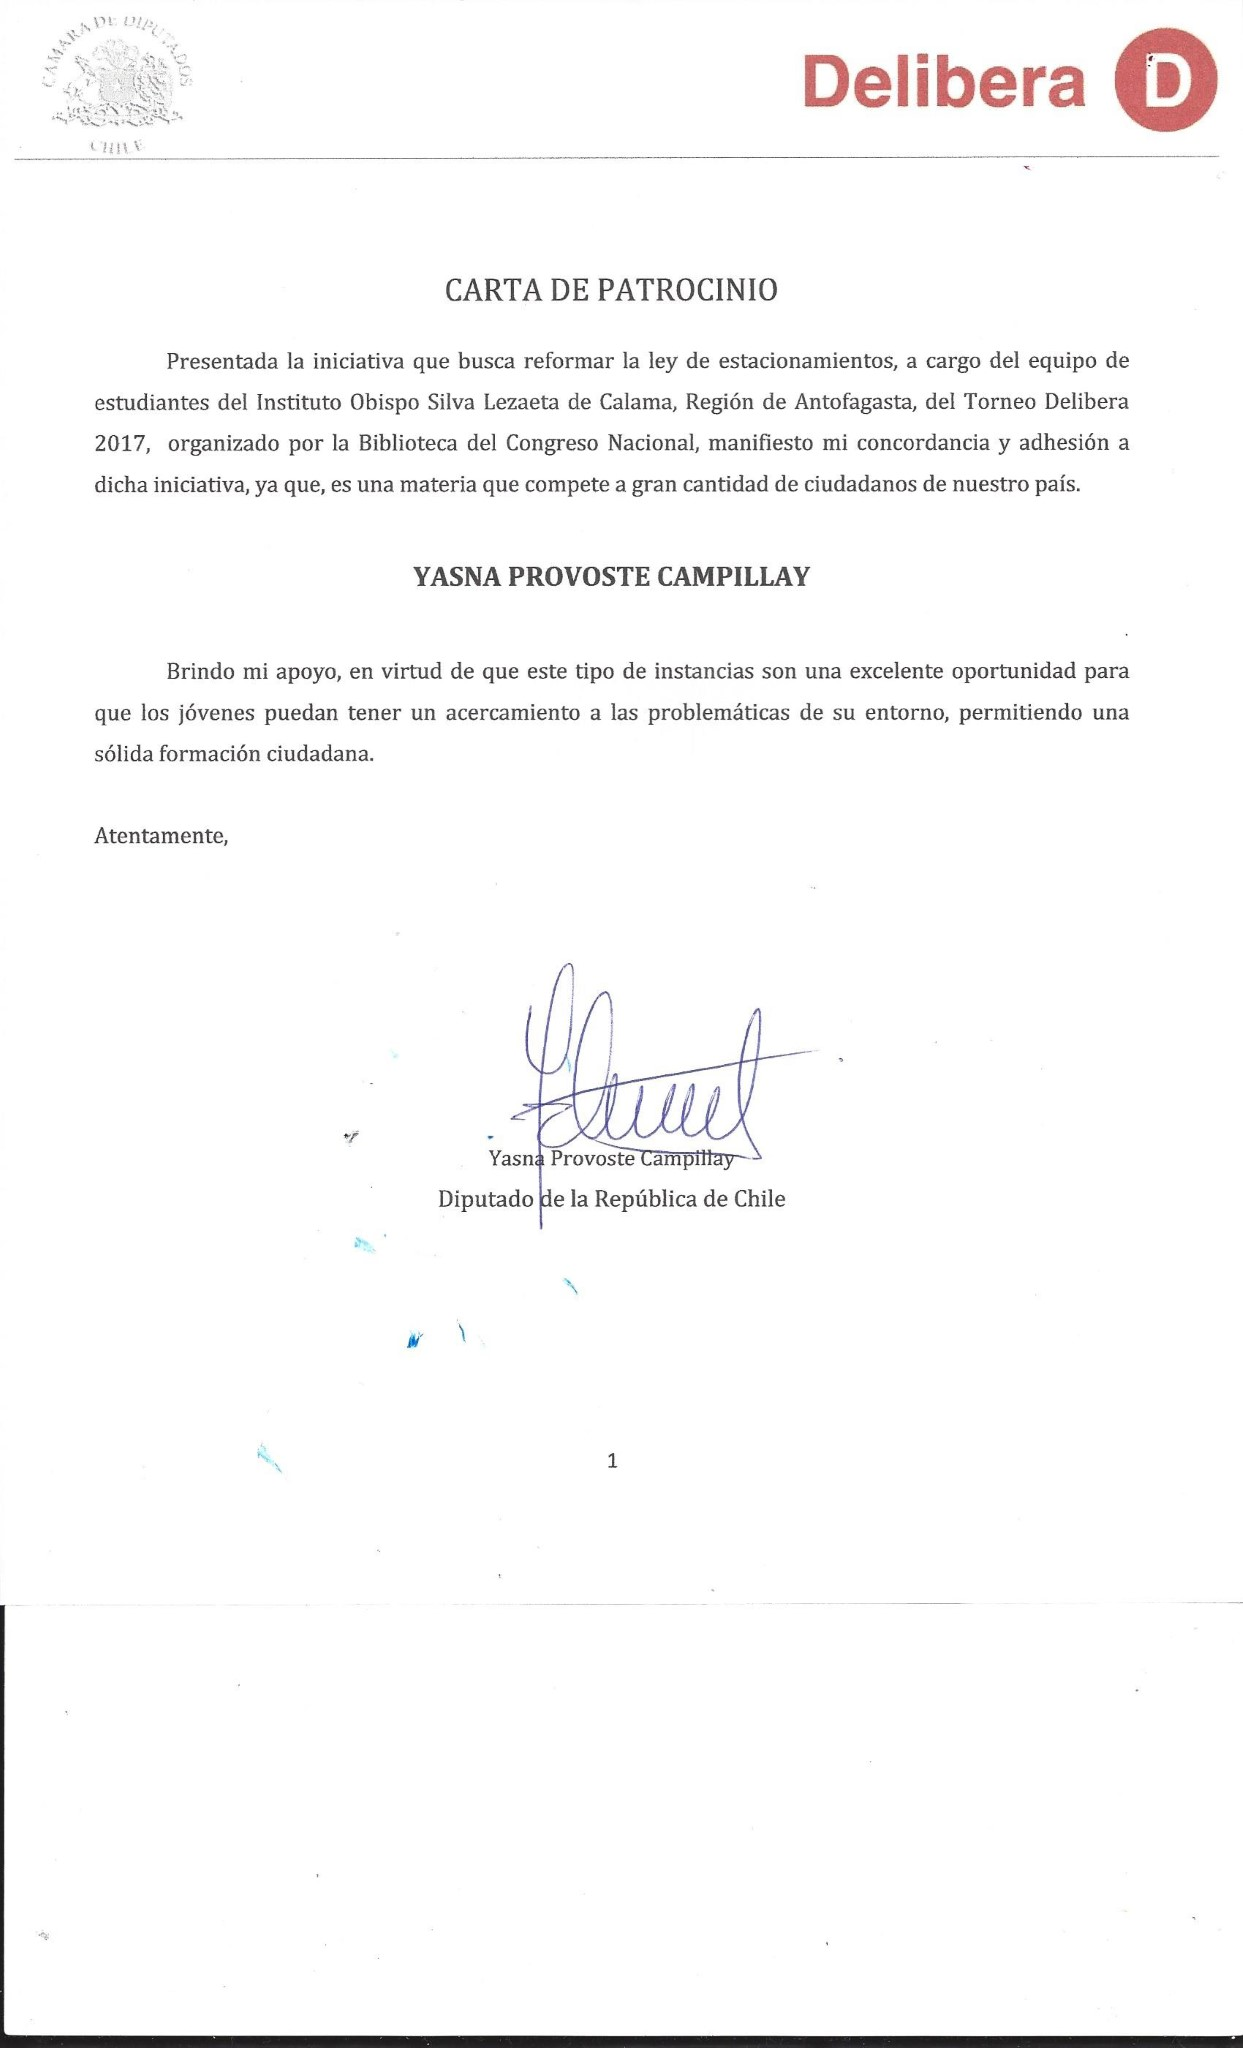 CAMARA DE DIPUTADOS
CHILE
Delibera D
CARTA DE PATROCINIO
Presentada la iniciativa que busca reformar la ley de estacionamientos, a cargo del equipo de
estudiantes del Instituto Obispo Silva Lezaeta de Calama, Región de Antofagasta, del Torneo Delibera
2017, organizado por la Biblioteca del Congreso Nacional, manifiesto mi concordancia y adhesión a
dicha iniciativa, ya que, es una materia que compete a gran cantidad de ciudadanos de nuestro país.
YASNA PROVOSTE CAMPILLAY
Brindo mi apoyo, en virtud de que este tipo de instancias son una excelente oportunidad para
que los jóvenes puedan tener un acercamiento a las problemáticas de su entorno, permitiendo una
sólida formación ciudadana.
Atentamente,
Yasna Provoste Campillay
Diputado de la República de Chile
1